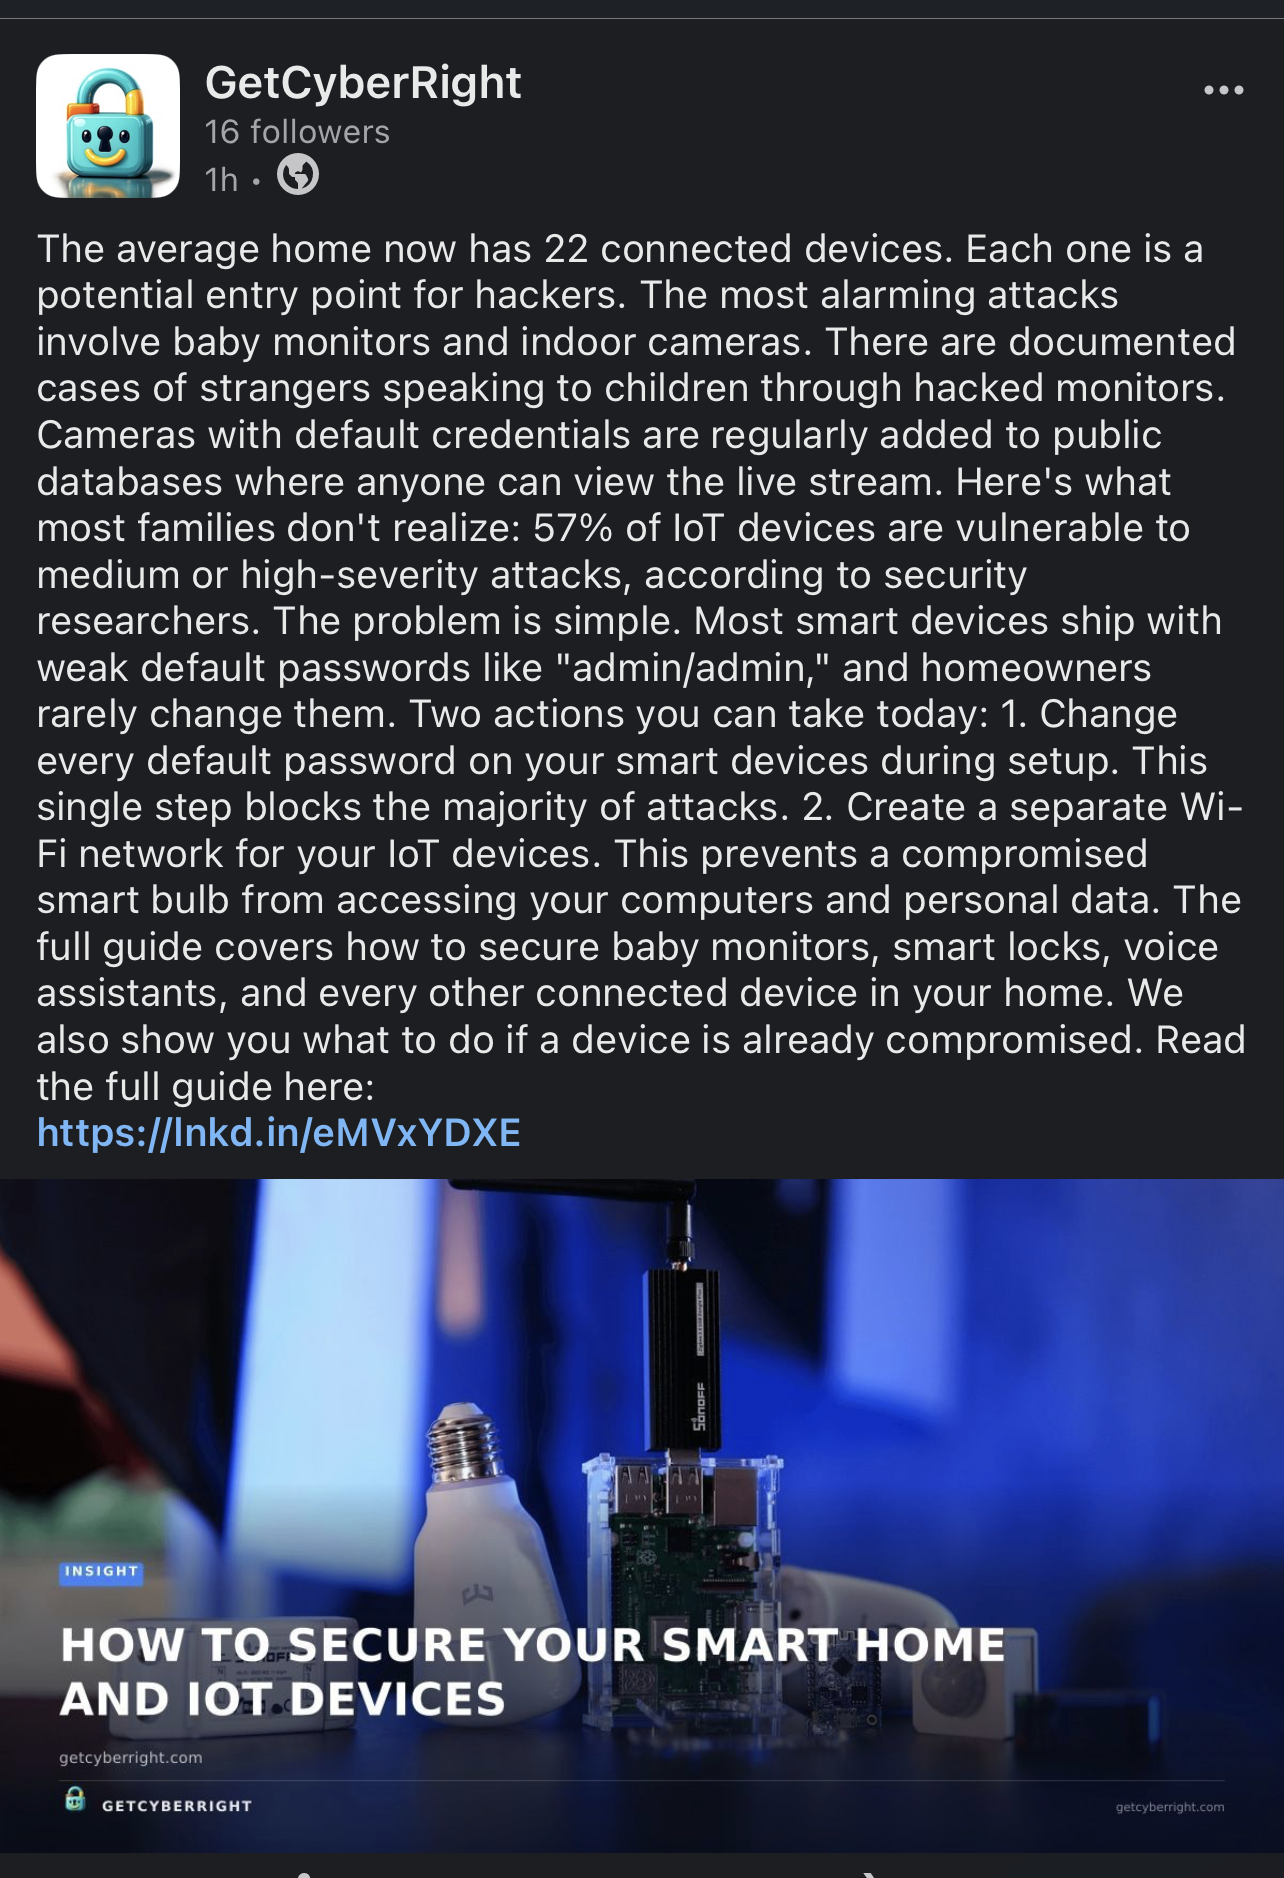 GetCyberRight
16 followers
1h •
The average home now has 22 connected devices. Each one is a
potential entry point for hackers. The most alarming attacks
involve baby monitors and indoor cameras. There are documented
cases of strangers speaking to children through hacked monitors.
Cameras with default credentials are regularly added to public
databases where anyone can view the live stream. Here's what
most families don't realize: 57% of IoT devices are vulnerable to
medium or high-severity attacks, according to security
researchers. The problem is simple. Most smart devices ship with
weak default passwords like "admin/admin," and homeowners
rarely change them. Two actions you can take today: 1. Change
every default password on your smart devices during setup. This
single step blocks the majority of attacks. 2. Create a separate Wi-
Fi network for your IoT devices. This prevents a compromised
smart bulb from accessing your computers and personal data. The
full guide covers how to secure baby monitors, smart locks, voice
assistants, and every other connected device in your home. We
also show you what to do if a device is already compromised. Read
the full guide here:
https://lnkd.in/eMVxYDXE
SONOFF
INSIGHT
HOW TO SECURE YOUR SMART HOME
AND IOT DEVICES
getcyberright.com
GETCYBERRIGHT
getcyberright.com